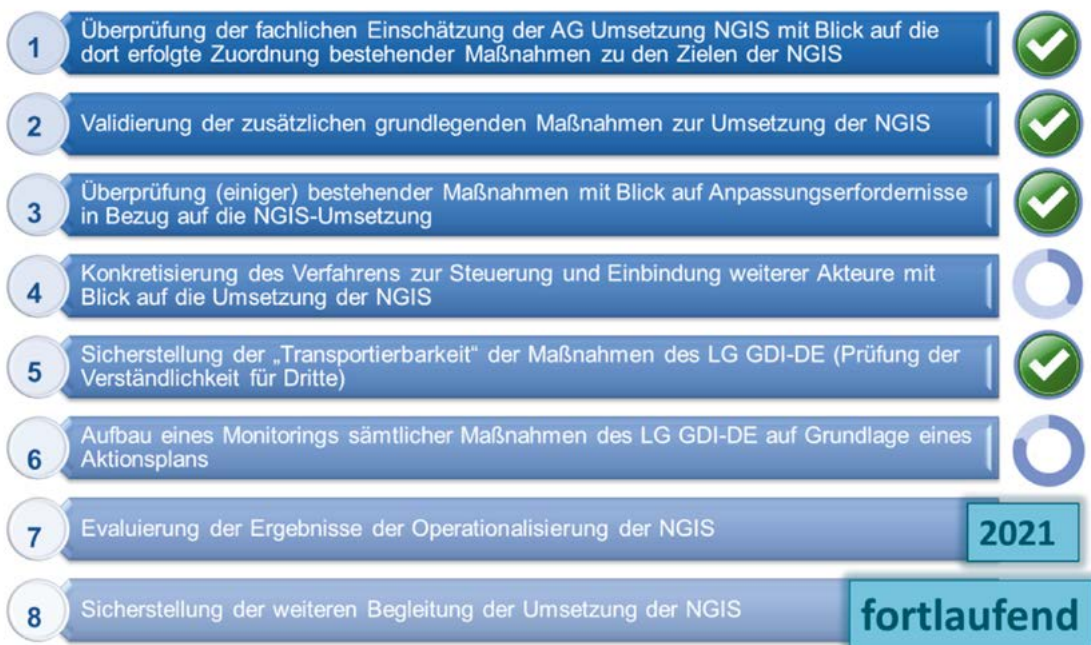 1
Überprüfung der fachlichen Einschätzung der AG Umsetzung NGIS mit Blick auf die
dort erfolgte Zuordnung bestehender Maßnahmen zu den Zielen der NGIS
2
Validierung der zusätzlichen grundlegenden Maßnahmen zur Umsetzung der NGIS
3
Überprüfung (einiger) bestehender Maßnahmen mit Blick auf Anpassungserfordernisse
in Bezug auf die NGIS-Umsetzung
4
Konkretisierung des Verfahrens zur Steuerung und Einbindung weiterer Akteure mit
Blick auf die Umsetzung der NGIS
5
Sicherstellung der „Transportierbarkeit“ der Maßnahmen des LG GDI-DE (Prüfung der
Verständlichkeit für Dritte)
6
Aufbau eines Monitorings sämtlicher Maßnahmen des LG GDI-DE auf Grundlage eines
Aktionsplans
7
Evaluierung der Ergebnisse der Operationalisierung der NGIS
2021
8
Sicherstellung der weiteren Begleitung der Umsetzung der NGIS
fortlaufend